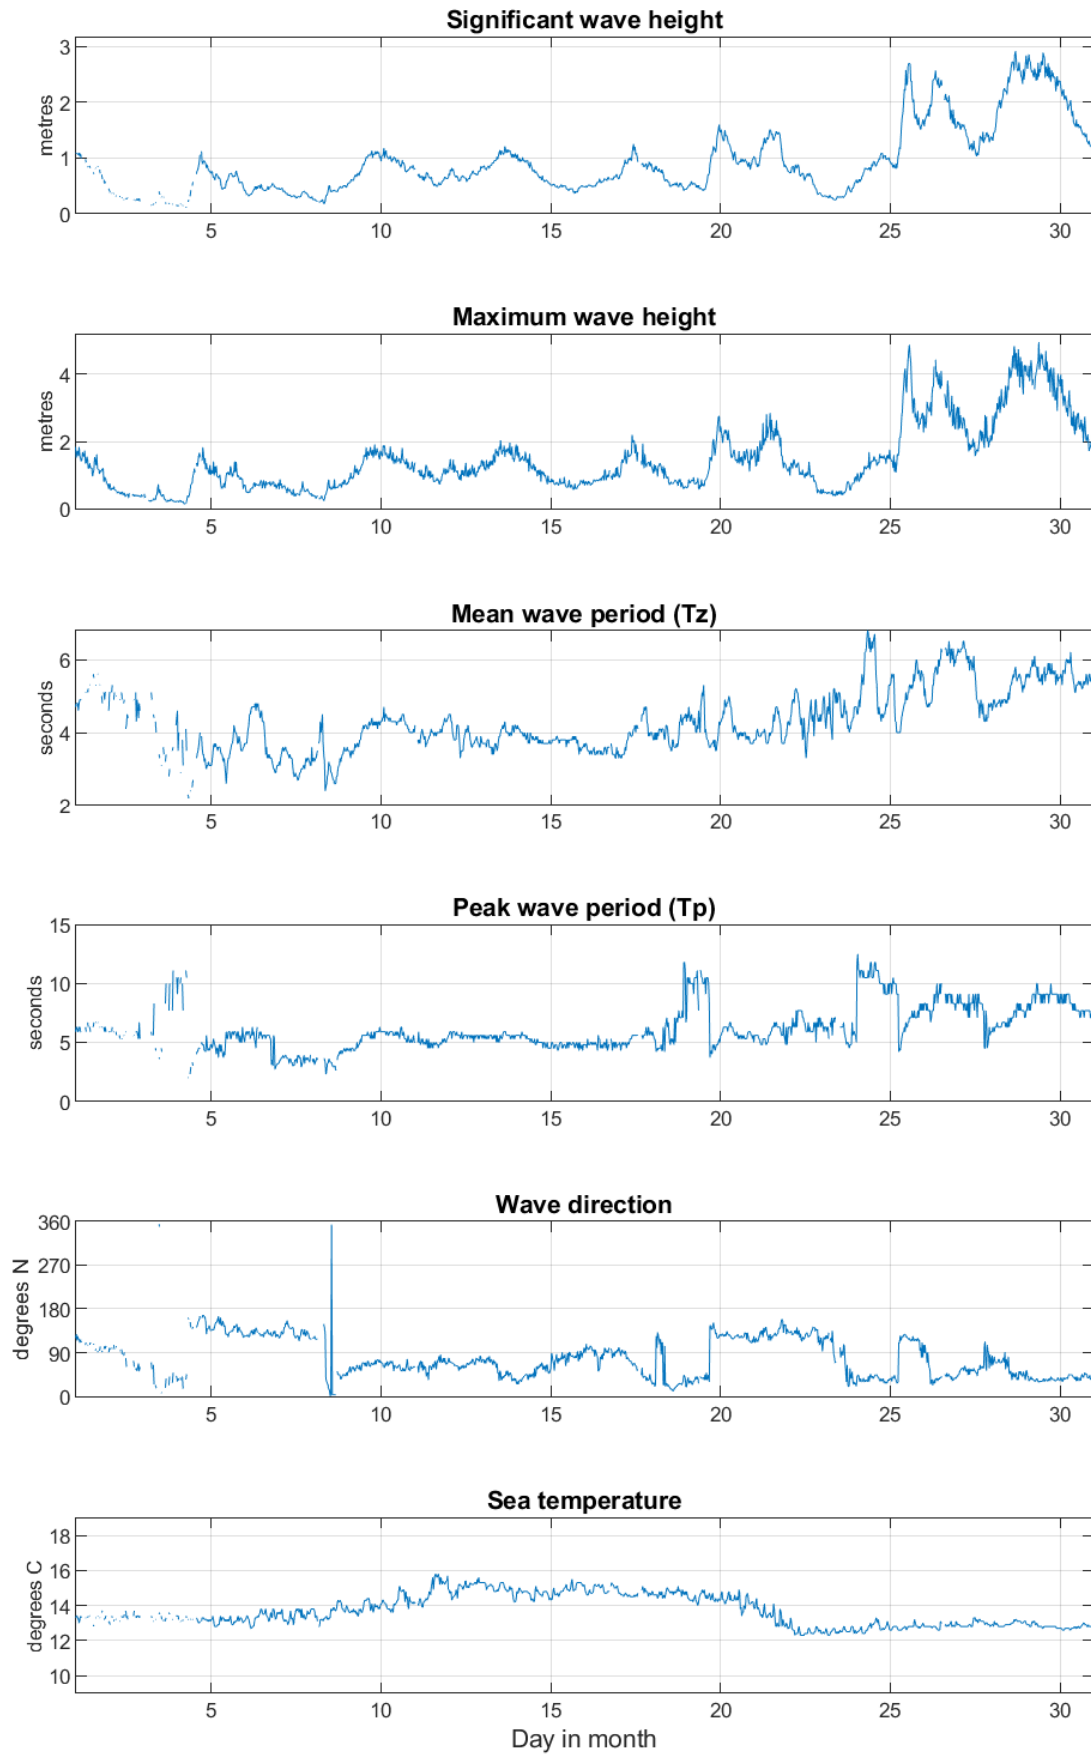 Significant wave height
3
2
1
0
metres
5 10 15 20 25 30
Maximum wave height
4
2
0
metres
5 10 15 20 25 30
Mean wave period (Tz)
6
4
2
seconds
5 10 15 20 25 30
Peak wave period (Tp)
15
10
5
0
seconds
5 10 15 20 25 30
Wave direction
360
270
180
90
0
degrees N
5 10 15 20 25 30
Sea temperature
18
16
14
12
10
degrees C
5 10 15 20 25 30
Day in month